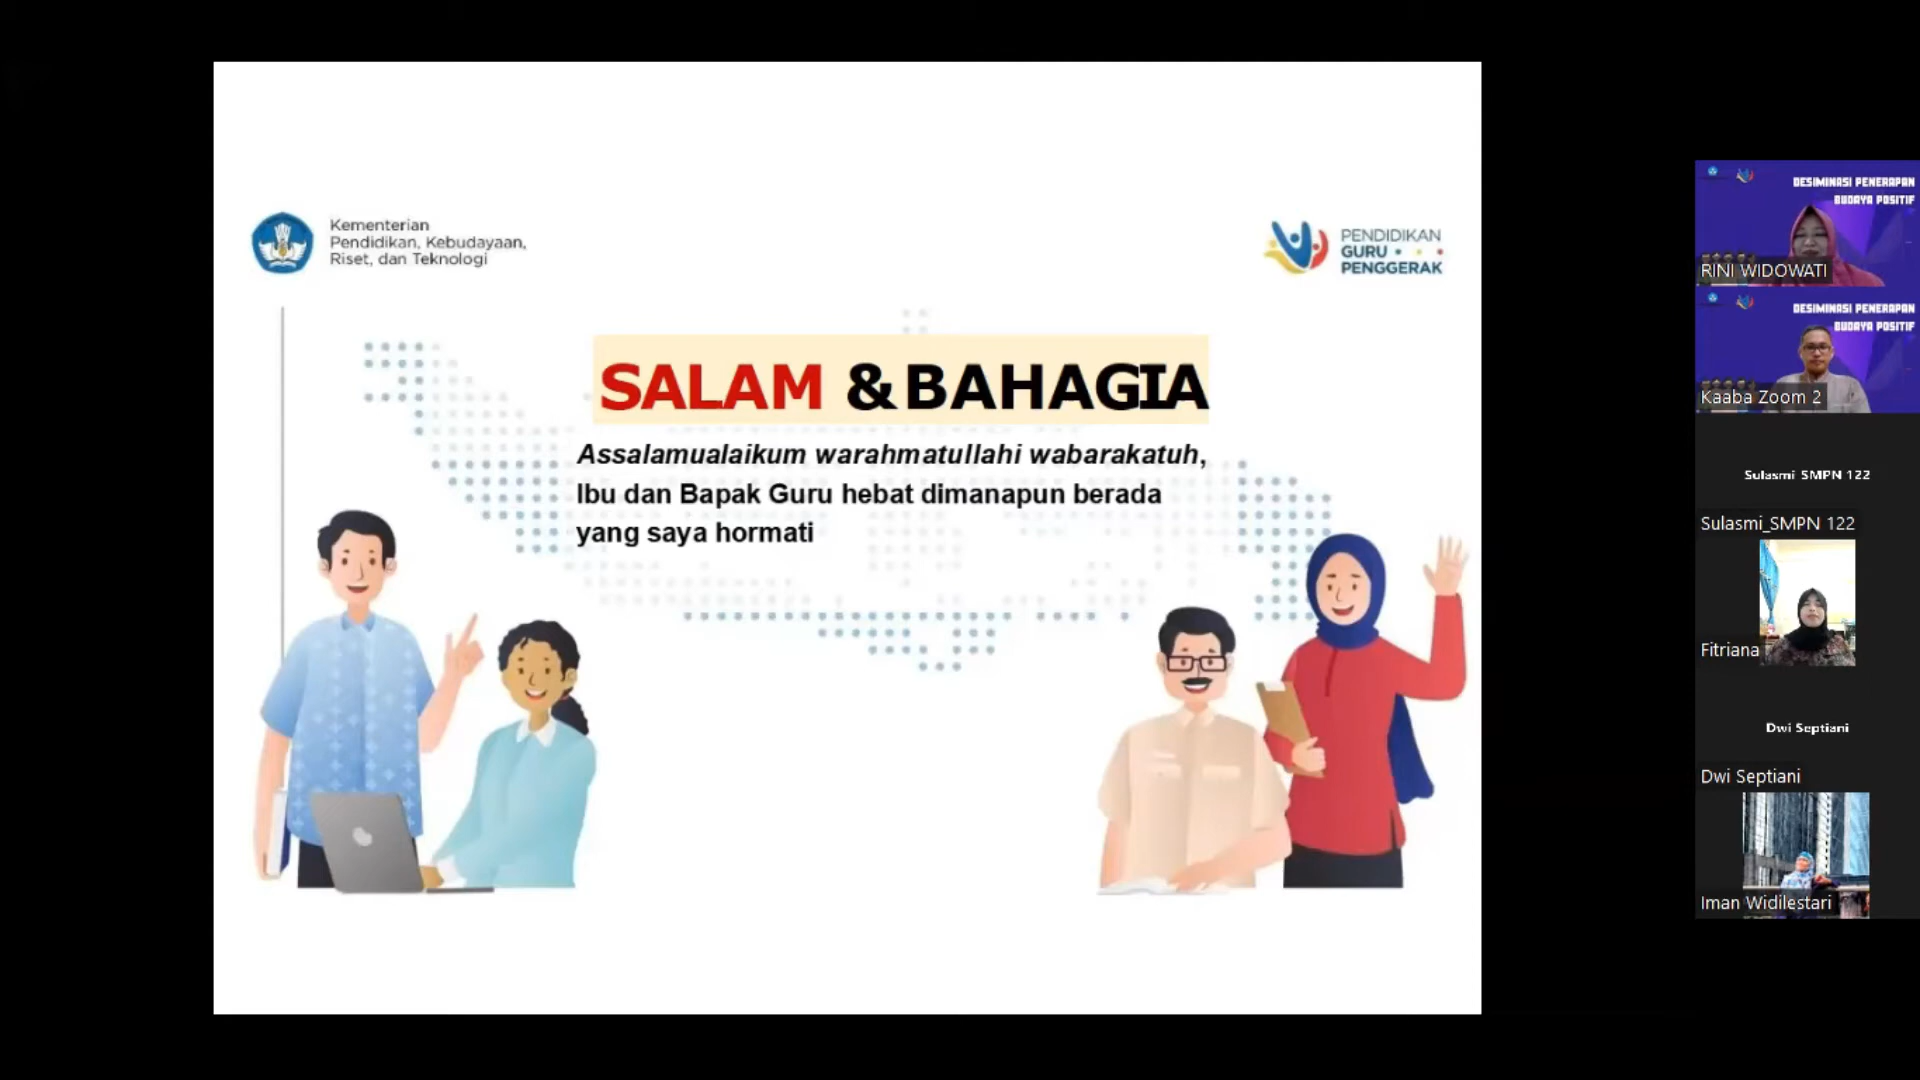 Kementerian
Pendidikan, Kebudayaan,
Riset, dan Teknologi
PENDIDIKAN
GURU
PENGGERAK
SALAM & BAHAGIA
Assalamualaikum warahmatullahi wabarakatuh,
Ibu dan Bapak Guru hebat dimanapun berada
yang saya hormati
DESIMINASI PENERAPAN
BUDAYA POSITIF
RINI WIDOWATI
DESIMINASI PENERAPAN
BUDAYA POSITIF
Kaaba Zoom 2
Sulasmi SMPN 122
Sulasmi_SMPN 122
Fitriana
Dwi Septiani
Dwi Septiani
Iman Widilestari